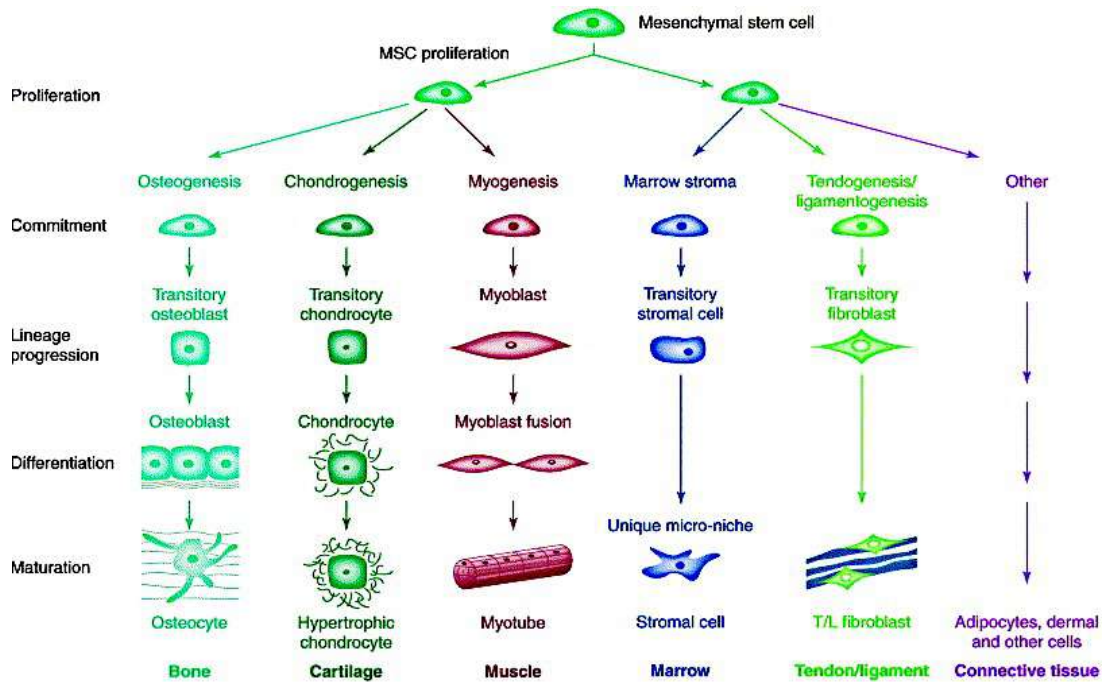 Mesenchymal stem cell
MSC proliferation
Proliferation
Osteogenesis
Chondrogenesis
Myogenesis
Marrow stroma
Tendogenesis/
ligamentogenesis
Other
Commitment
Transitory
osteoblast
Transitory
chondrocyte
Myoblast
Transitory
stromal cell
Transitory
fibroblast
Lineage
progression
Osteoblast
Chondrocyte
Myoblast fusion
Differentiation
Unique micro-niche
Maturation
Osteocyte
Hypertrophic
chondrocyte
Myotube
Stromal cell
T/L fibroblast
Adipocytes, dermal
and other cells
Bone
Cartilage
Muscle
Marrow
Tendon/ligament
Connective tissue